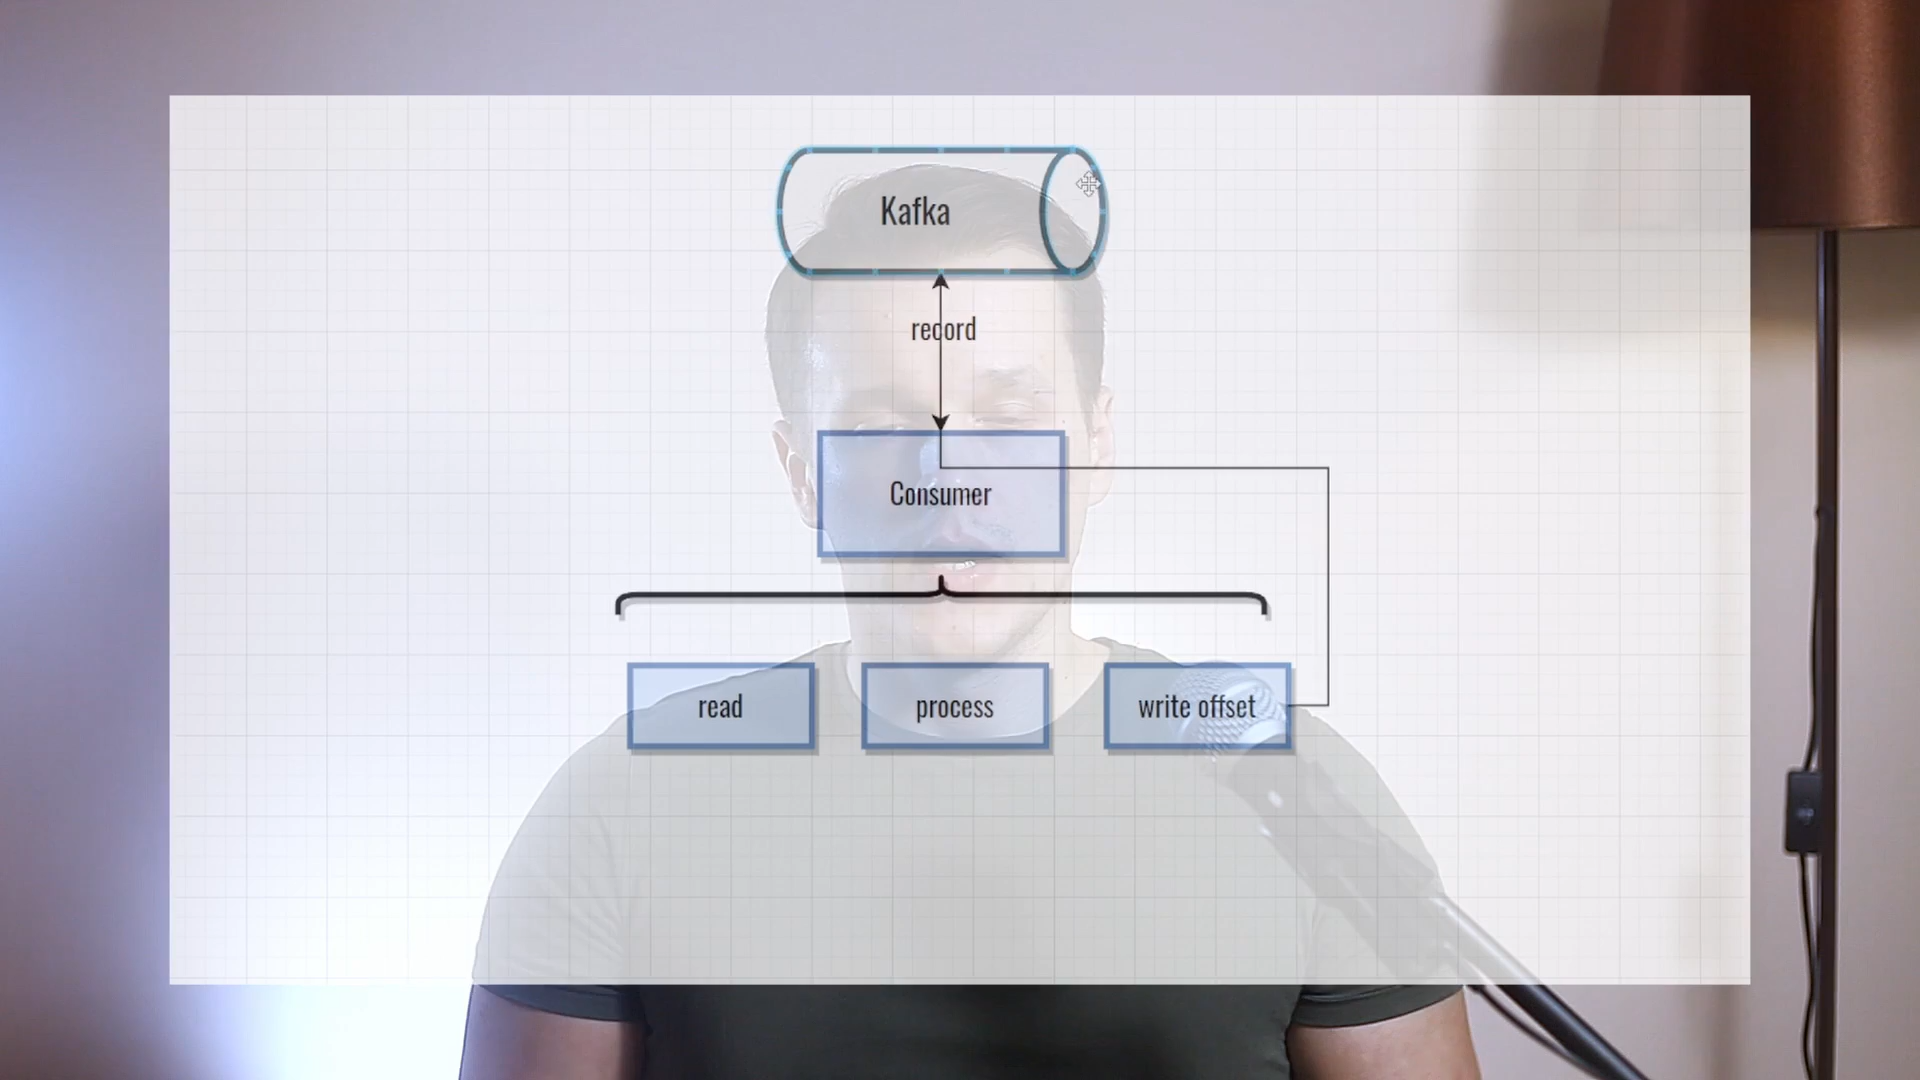 Kafka
record
Consumer
read
process
write offset